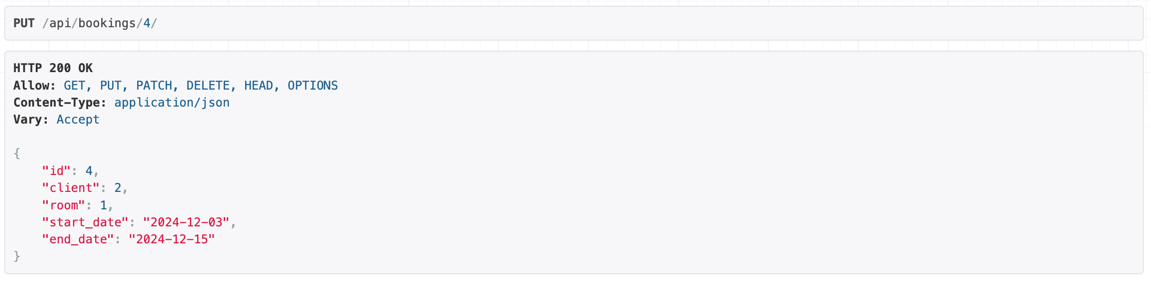 PUT /api/bookings/4/
HTTP 200 OK
Allow: GET, PUT, PATCH, DELETE, HEAD, OPTIONS
Content-Type: application/json
Vary: Accept
{
    "id": 4,
    "client": 2,
    "room": 1,
    "start_date": "2024-12-03",
    "end_date": "2024-12-15"
}